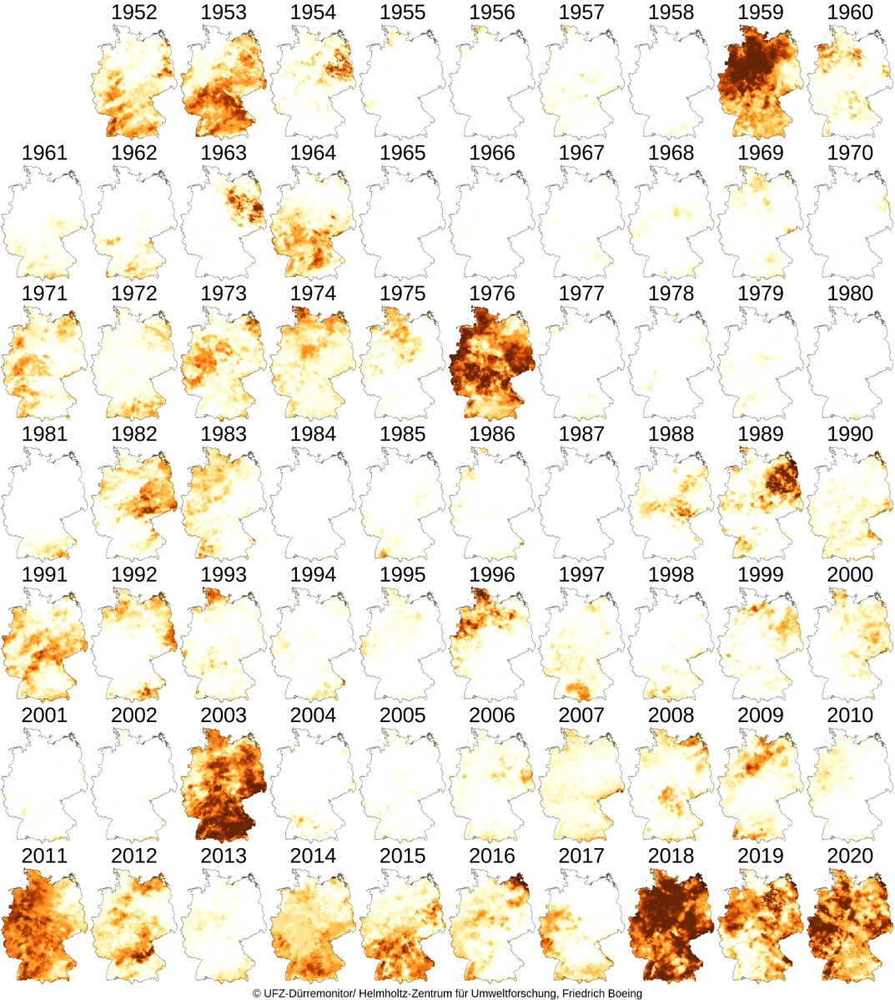 1952 1953 1954 1955 1956 1957 1958 1959 1960
1961 1962 1963 1964 1965 1966 1967 1968 1969 1970
1971 1972 1973 1974 1975 1976 1977 1978 1979 1980
1981 1982 1983 1984 1985 1986 1987 1988 1989 1990
1991 1992 1993 1994 1995 1996 1997 1998 1999 2000
2001 2002 2003 2004 2005 2006 2007 2008 2009 2010
2011 2012 2013 2014 2015 2016 2017 2018 2019 2020
© UFZ-Dürremonitor/ Helmholtz-Zentrum für Umweltforschung, Friedrich Boeing